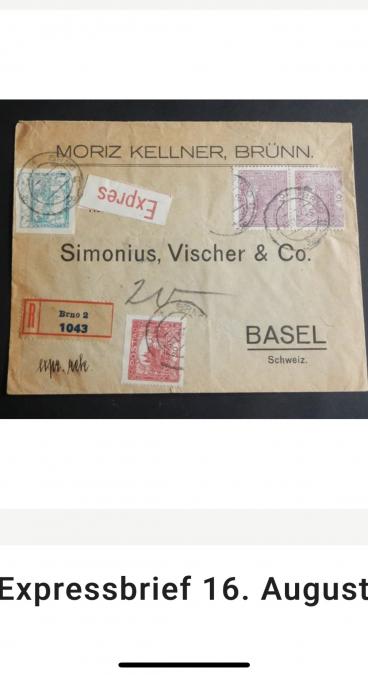 MORIZ KELLNER, BRÜNN.
Expres
Simonius, Vischer & Co.
R
Brno 2
1043
BASEL
Schweiz.
Expressbrief 16. August